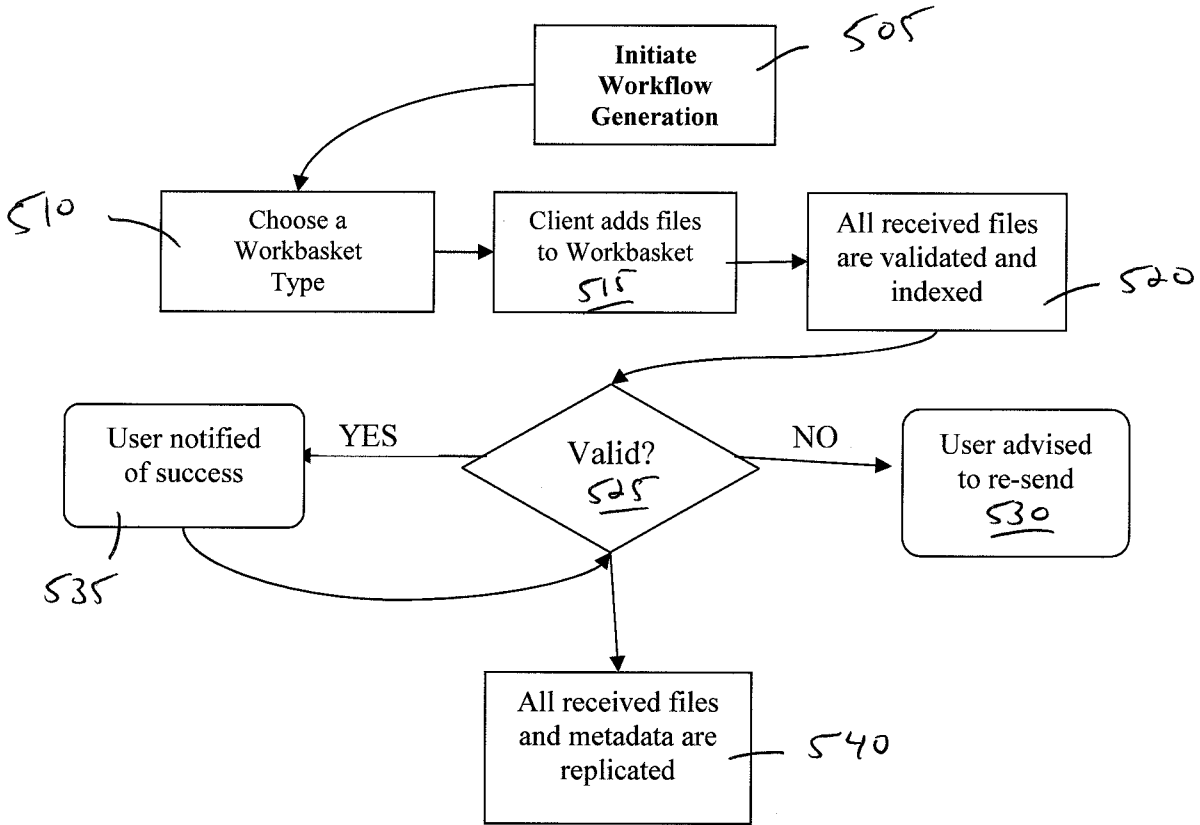 Initiate
Workflow
Generation
505
510
Choose a
Workbasket
Type
Client adds files
to Workbasket
515
All received files
are validated and
indexed
520
User notified
of success
535
YES
Valid?
525
NO
User advised
to re-send
530
All received files
and metadata are
replicated
540